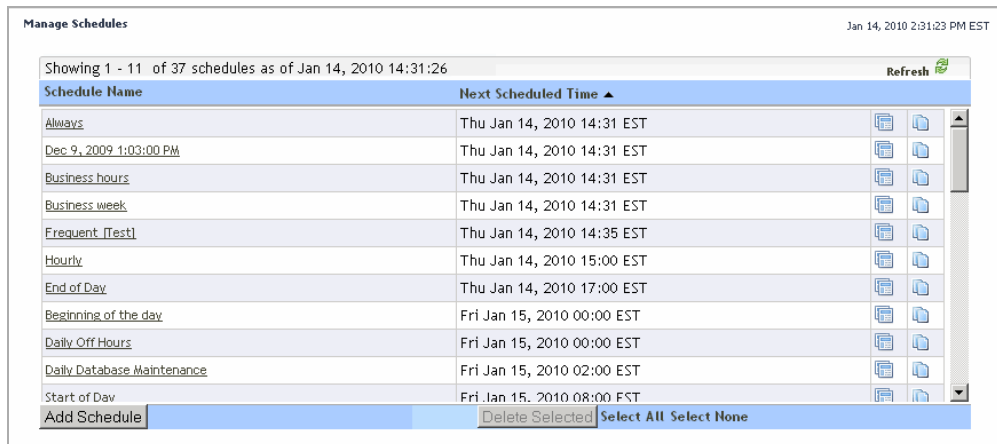 Manage Schedules
Jan 14, 2010 2:31:23 PM EST
Showing 1 - 11 of 37 schedules as of Jan 14, 2010 14:31:26
Refresh
Schedule Name Next Scheduled Time ▲
Always Thu Jan 14, 2010 14:31 EST
Dec 9, 2009 1:03:00 PM Thu Jan 14, 2010 14:31 EST
Business hours Thu Jan 14, 2010 14:31 EST
Business week Thu Jan 14, 2010 14:31 EST
Frequent [Test] Thu Jan 14, 2010 14:35 EST
Hourly Thu Jan 14, 2010 15:00 EST
End of Day Thu Jan 14, 2010 17:00 EST
Beginning of the day Fri Jan 15, 2010 00:00 EST
Daily Off Hours Fri Jan 15, 2010 00:00 EST
Daily Database Maintenance Fri Jan 15, 2010 02:00 EST
Start of Day Fri Jan 15, 2010 08:00 EST
Add Schedule Delete Selected Select All Select None